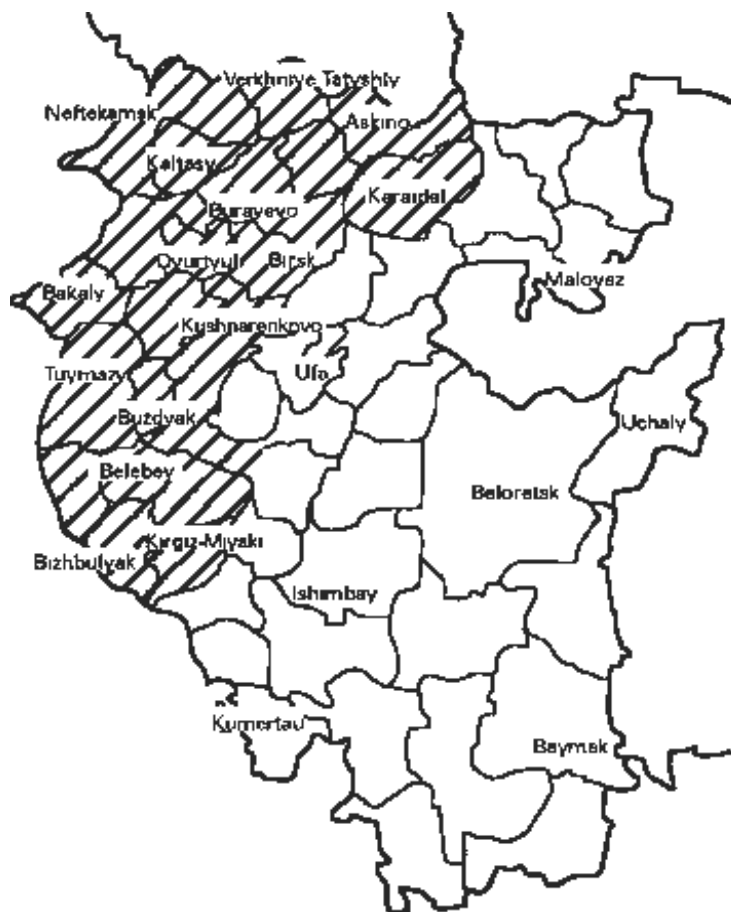 Verkhniye Tatyshly
Neftekamsk
Askino
Kaltasy
Karaidel
Burayevo
Dyurtyuli
Birsk
Maloyaz
Bakaly
Kushnarenkovo
Ufa
Tuymazy
Buzdyak
Uchaly
Belebey
Beloretsk
Kirgiz-Miyaki
Bizhbulyak
Ishimbay
Kumertau
Baymak